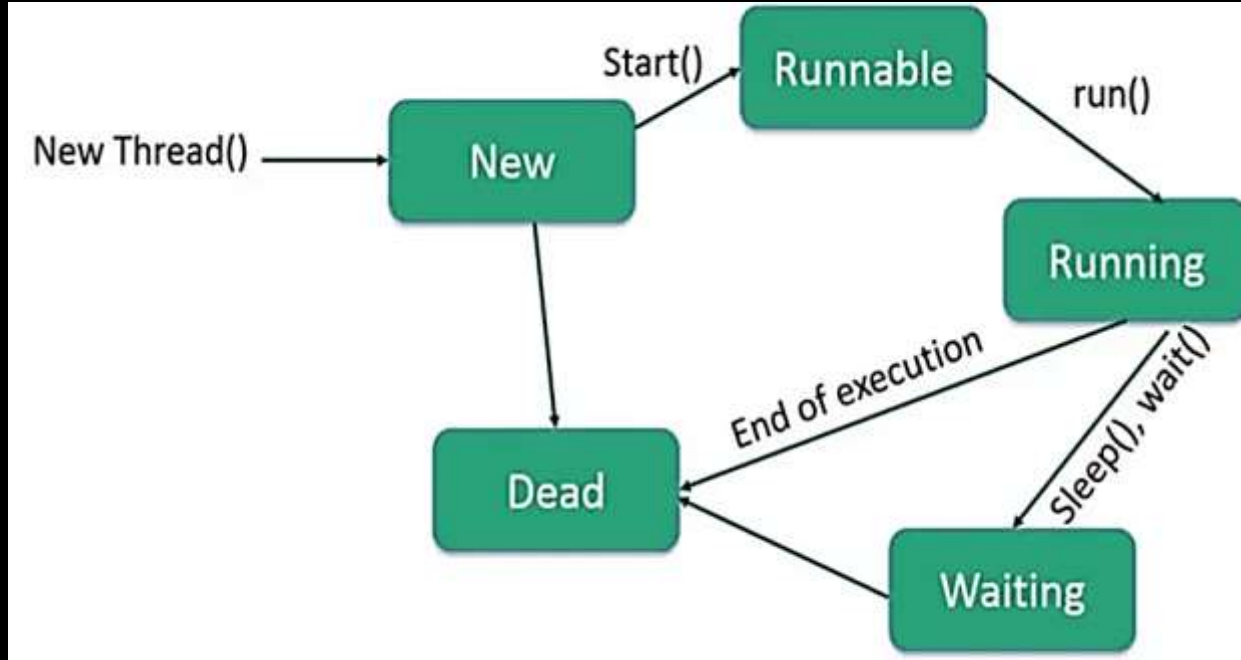 Start()
Runnable
run()
New Thread()
New
Running
End of execution
Sleep(), wait()
Dead
Waiting